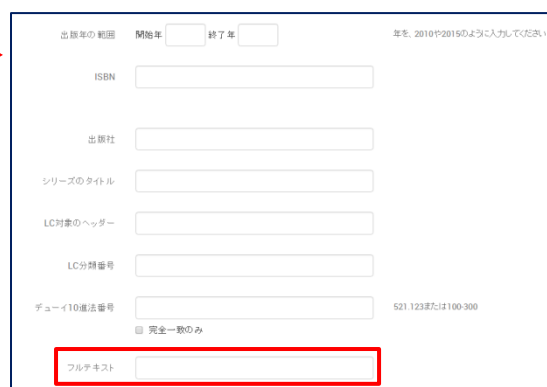 出版年の範囲 開始年 終了年 年を、2010や2015のように入力してください
ISBN
出版社
シリーズのタイトル
LC対象のヘッダー
LC分類番号
デューイ10進法番号 521.123または100-300
完全一致のみ
フルテキスト